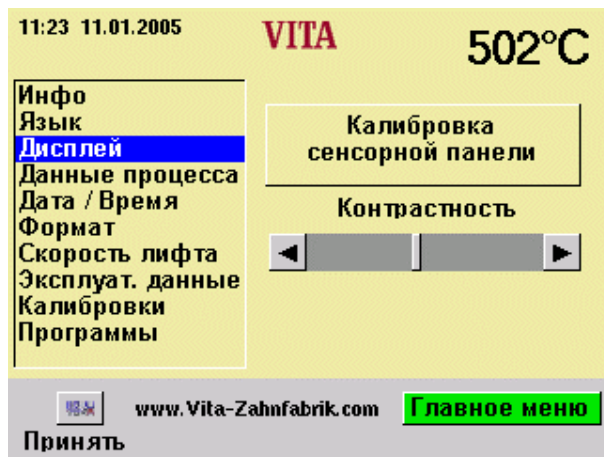 11:23 11.01.2005
VITA
502°C
Инфо
Язык
Дисплей
Данные процесса
Дата / Время
Формат
Скорость лифта
Эксплуат. данные
Калибровки
Программы
Калибровка
сенсорной панели
Контрастность
www.Vita-Zahnfabrik.com
Главное меню
Принять